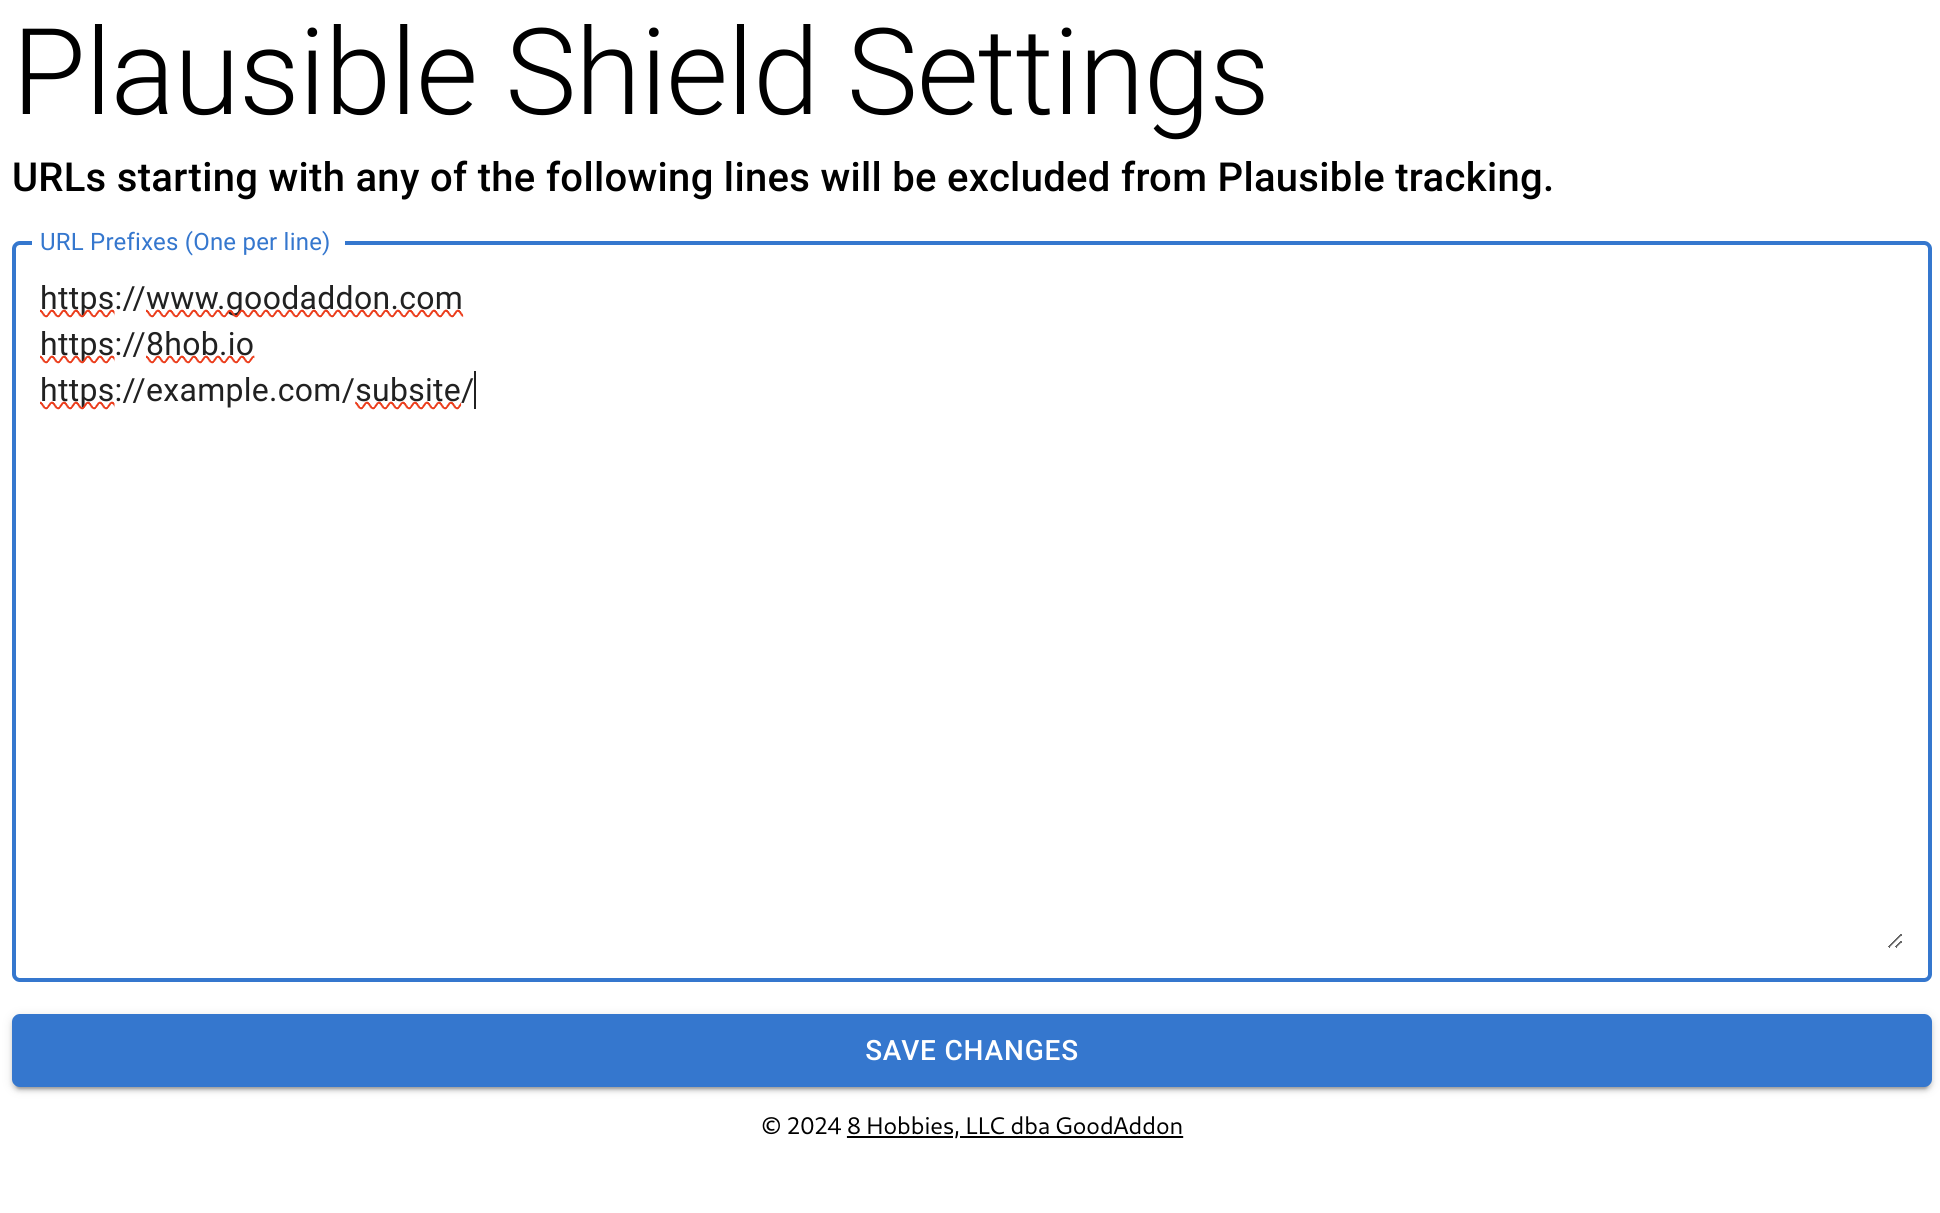 Plausible Shield Settings
URLs starting with any of the following lines will be excluded from Plausible tracking.
URL Prefixes (One per line)
https://www.goodaddon.com
https://8hob.io
https://example.com/subsite/
SAVE CHANGES
© 2024 8 Hobbies, LLC dba GoodAddon